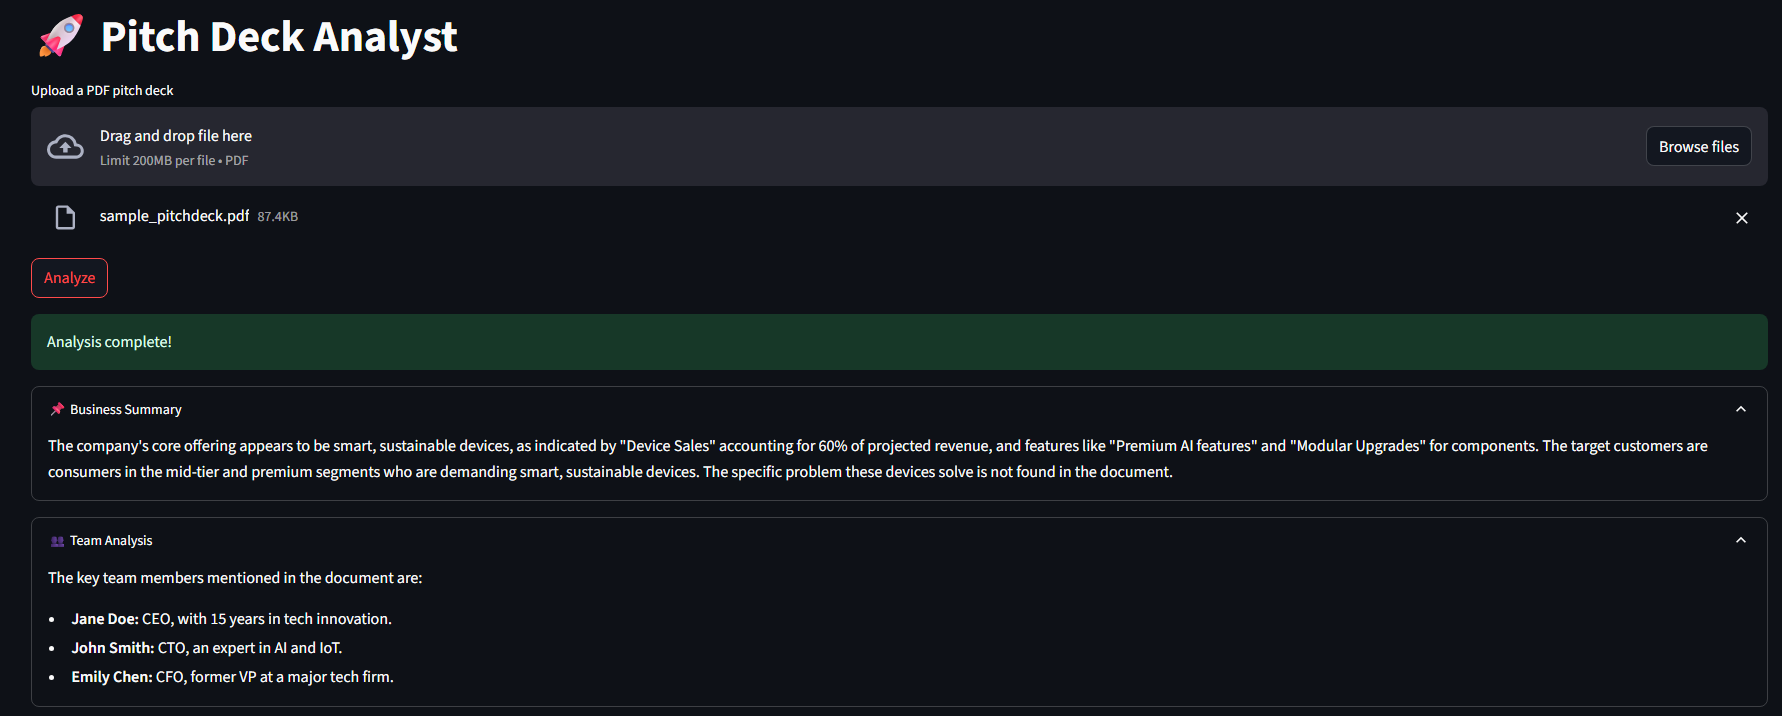 🚀 Pitch Deck Analyst
Upload a PDF pitch deck
Drag and drop file here
Limit 200MB per file • PDF
Browse files
sample_pitchdeck.pdf 87.4KB
Analyze
Analysis complete!
📌 Business Summary
The company's core offering appears to be smart, sustainable devices, as indicated by "Device Sales" accounting for 60% of projected revenue, and features like "Premium AI features" and "Modular Upgrades" for components. The target customers are
consumers in the mid-tier and premium segments who are demanding smart, sustainable devices. The specific problem these devices solve is not found in the document.
👥 Team Analysis
The key team members mentioned in the document are:
• Jane Doe: CEO, with 15 years in tech innovation.
• John Smith: CTO, an expert in AI and IoT.
• Emily Chen: CFO, former VP at a major tech firm.